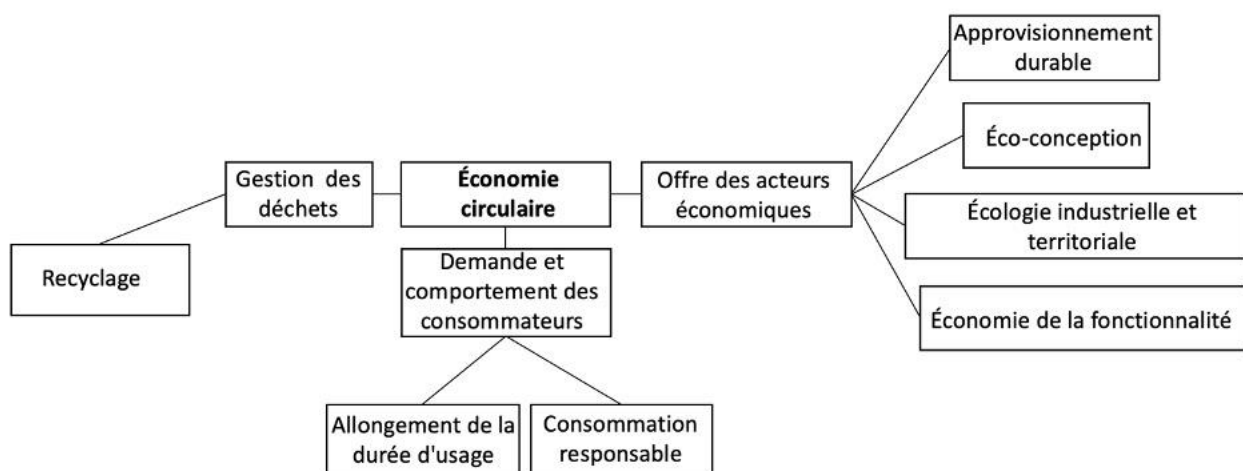 Approvisionnement
durable
Éco-conception
Gestion des
déchets
Économie
circulaire
Offre des acteurs
économiques
Écologie industrielle et
territoriale
Recyclage
Demande et
comportement des
consommateurs
Économie de la fonctionnalité
Allongement de la
durée d'usage
Consommation
responsable